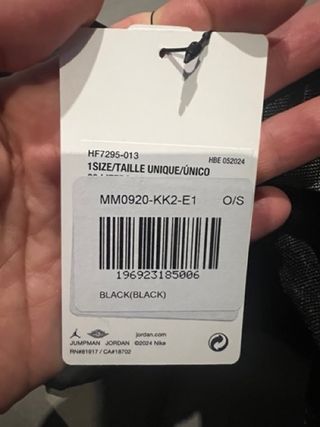 HF7295-013
HBE 052024
1SIZE/TAILLE UNIQUE/ÚNICO
MM0920-KK2-E1 O/S
196923185006
BLACK(BLACK)
jordan.com
JUMPMAN JORDAN ©2024 Nike
RN#81917 / CA#18702